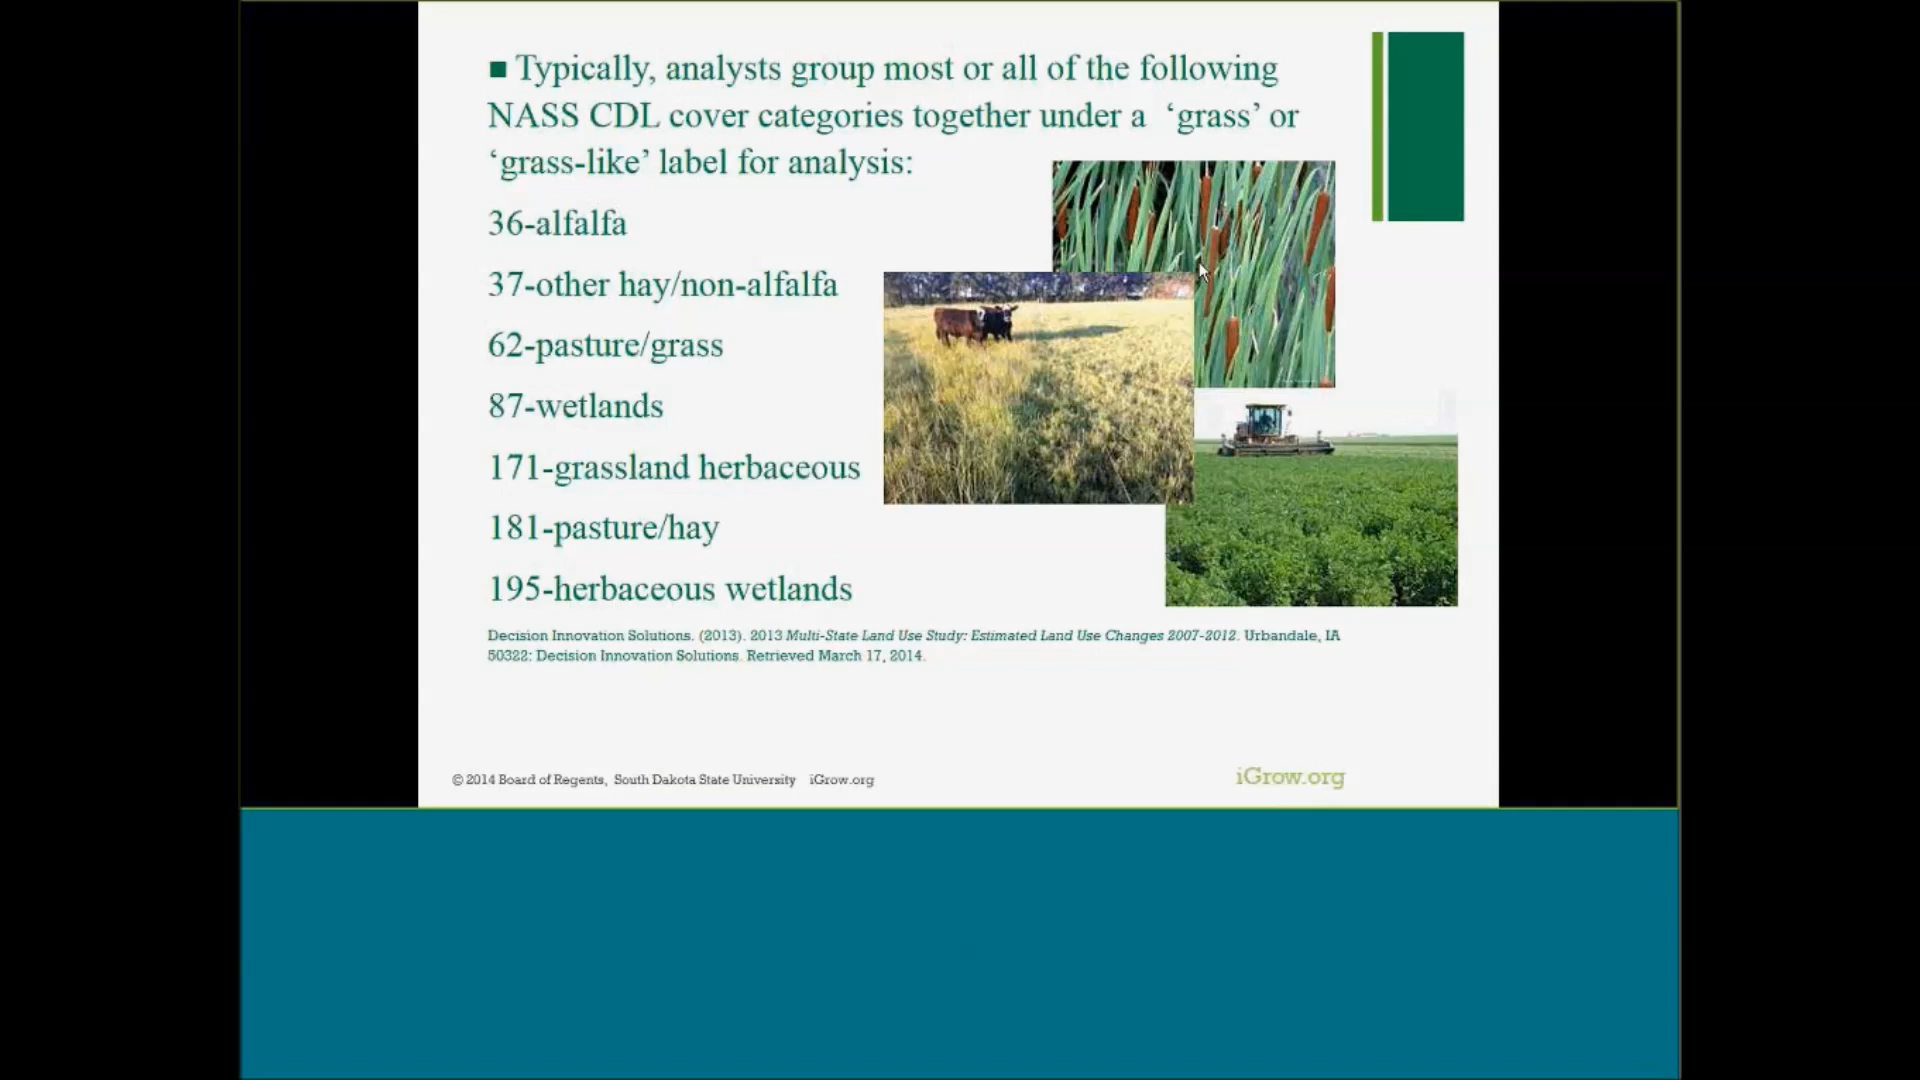 Typically, analysts group most or all of the following
NASS CDL cover categories together under a ‘grass’ or
‘grass-like’ label for analysis:
36-alfalfa
37-other hay/non-alfalfa
62-pasture/grass
87-wetlands
171-grassland herbaceous
181-pasture/hay
195-herbaceous wetlands
Decision Innovation Solutions. (2013). 2013 Multi-State Land Use Study: Estimated Land Use Changes 2007-2012. Urbandale, IA
50322: Decision Innovation Solutions. Retrieved March 17, 2014.
© 2014 Board of Regents, South Dakota State University iGrow.org
iGrow.org